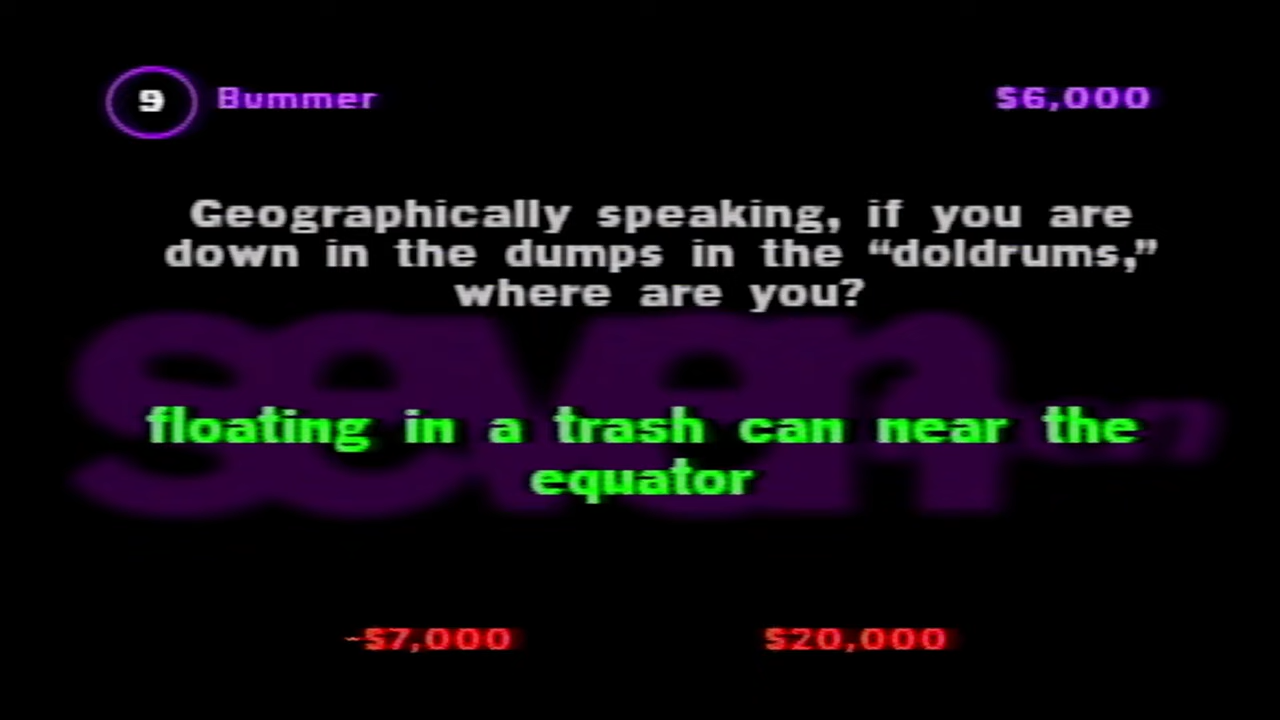 9 Bummer $6,000
Geographically speaking, if you are
down in the dumps in the “doldrums,”
where are you?
seven
floating in a trash can near the
equator
-$7,000 $20,000